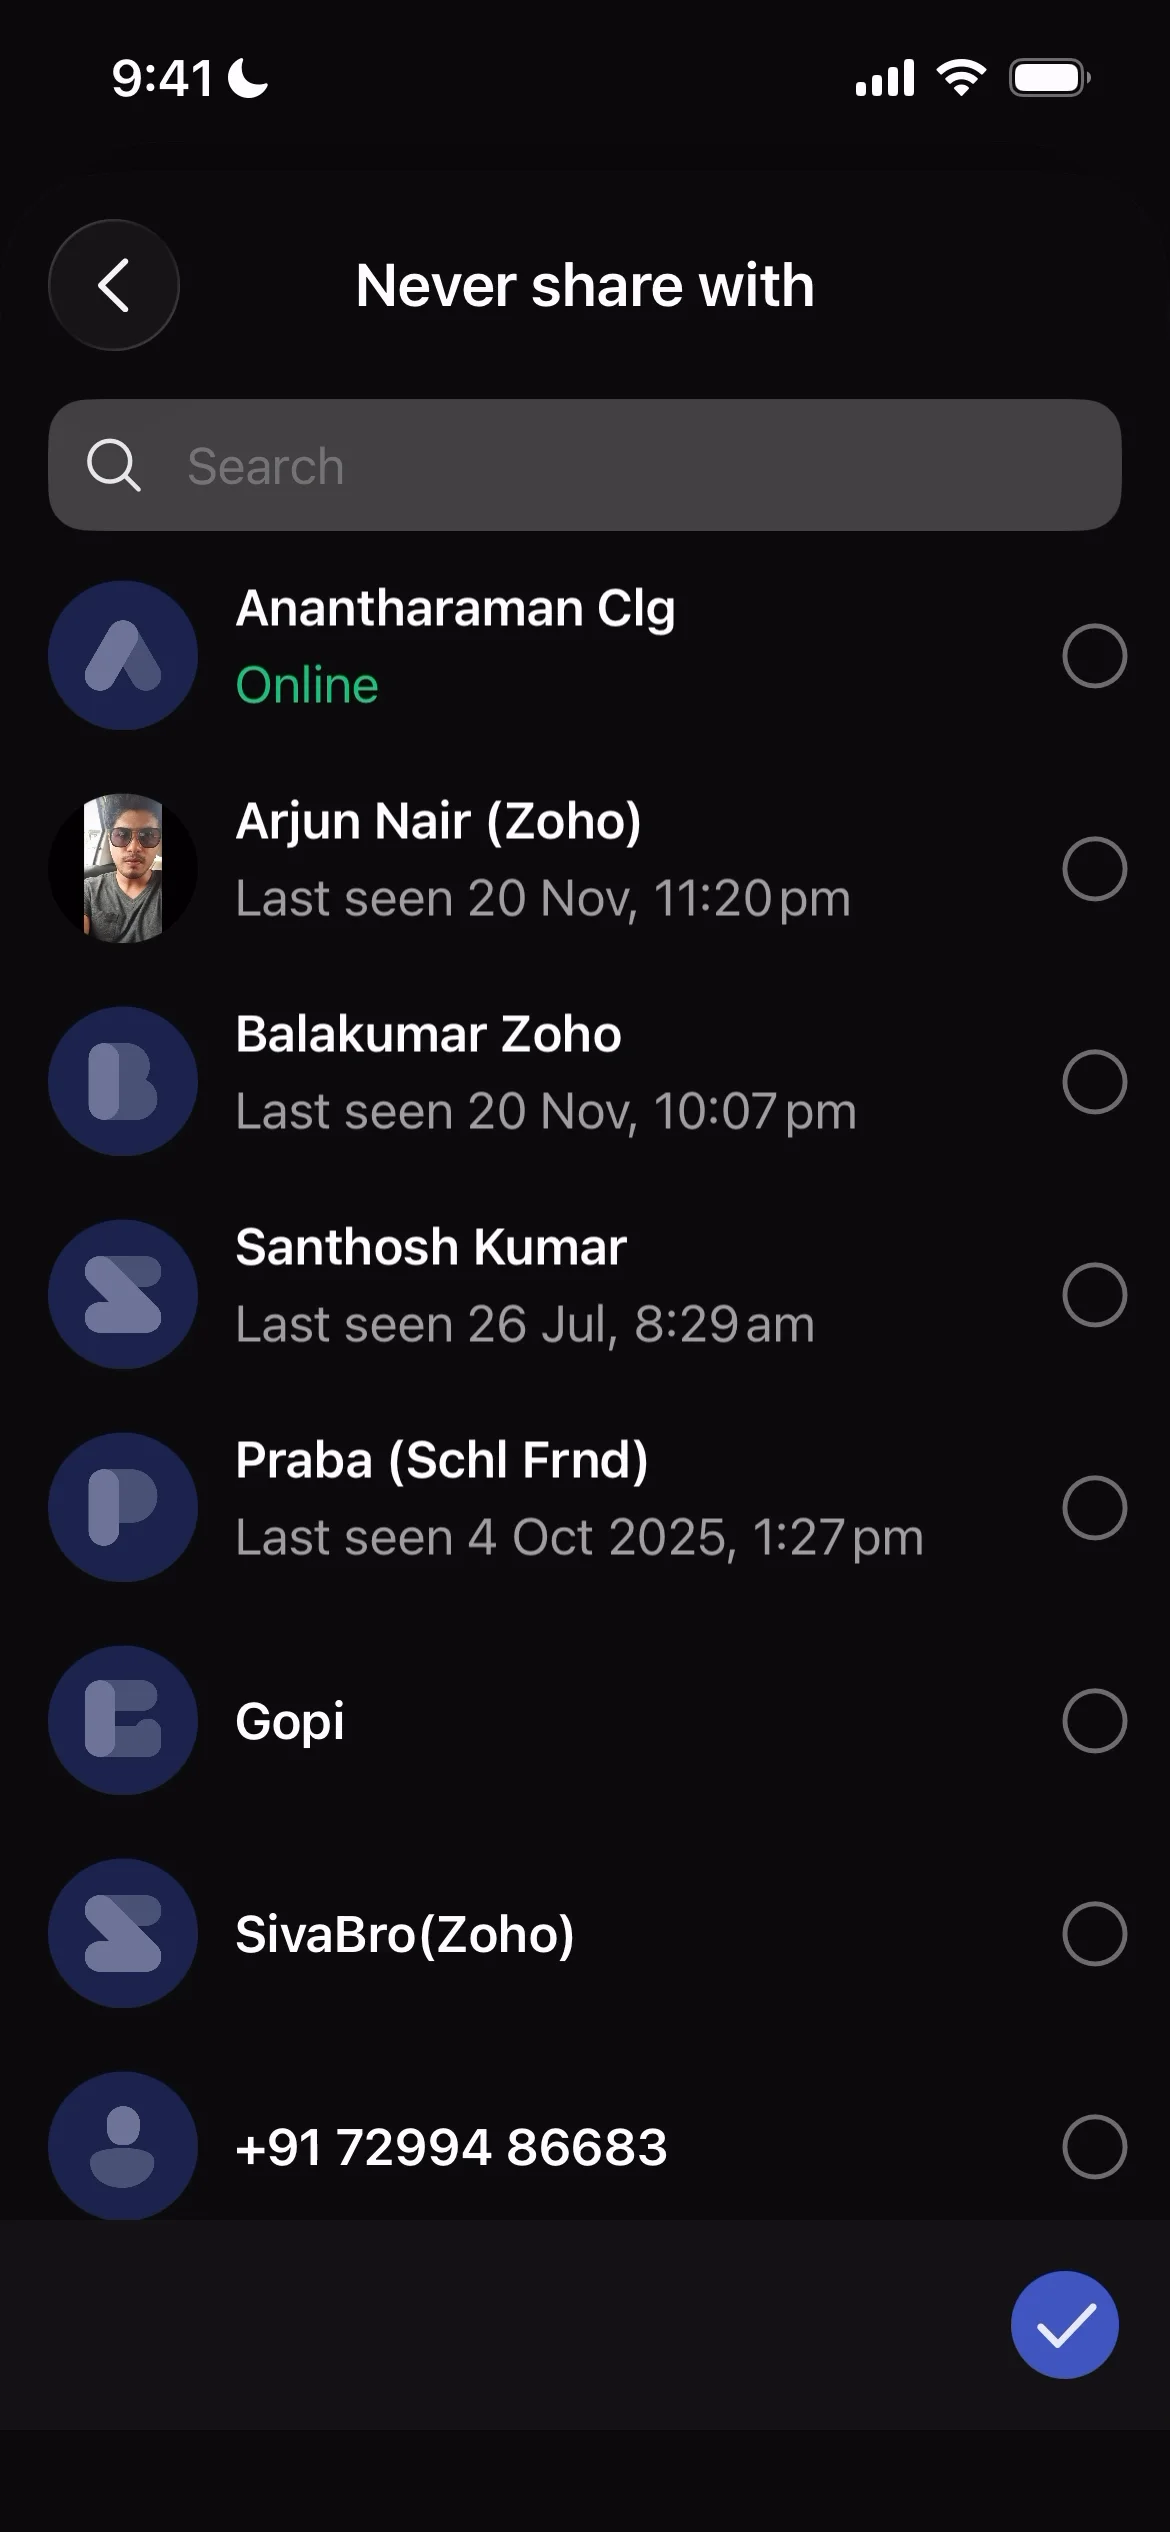 9:41
Never share with
Search
Anantharaman Clg
Online
Arjun Nair (Zoho)
Last seen 20 Nov, 11:20 pm
Balakumar Zoho
Last seen 20 Nov, 10:07 pm
Santhosh Kumar
Last seen 26 Jul, 8:29 am
Praba (Schl Frnd)
Last seen 4 Oct 2025, 1:27 pm
Gopi
SivaBro(Zoho)
+91 72994 86683